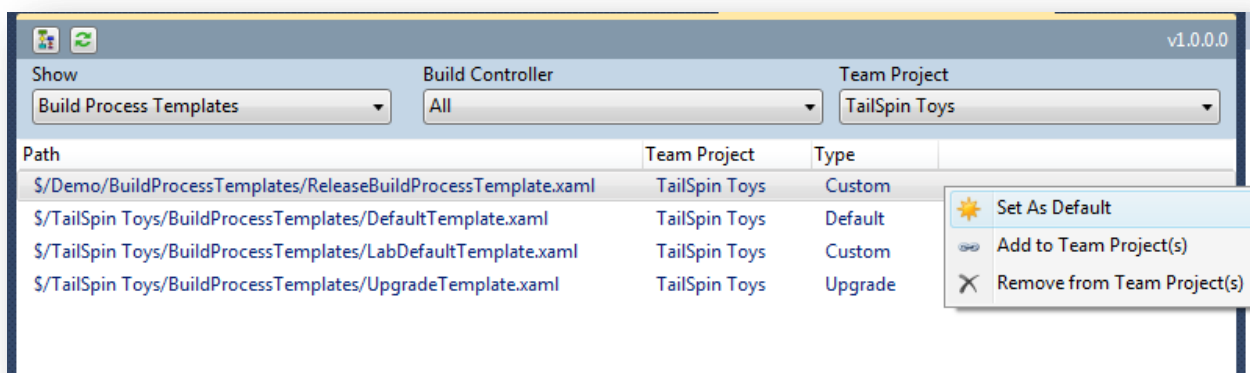 v1.0.0.0
Show Build Controller Team Project
Build Process Templates All TailSpin Toys
Path Team Project Type
$/Demo/BuildProcessTemplates/ReleaseBuildProcessTemplate.xaml TailSpin Toys Custom
Set As Default
$/TailSpin Toys/BuildProcessTemplates/DefaultTemplate.xaml TailSpin Toys Default
Add to Team Project(s)
$/TailSpin Toys/BuildProcessTemplates/LabDefaultTemplate.xaml TailSpin Toys Custom
Remove from Team Project(s)
$/TailSpin Toys/BuildProcessTemplates/UpgradeTemplate.xaml TailSpin Toys Upgrade